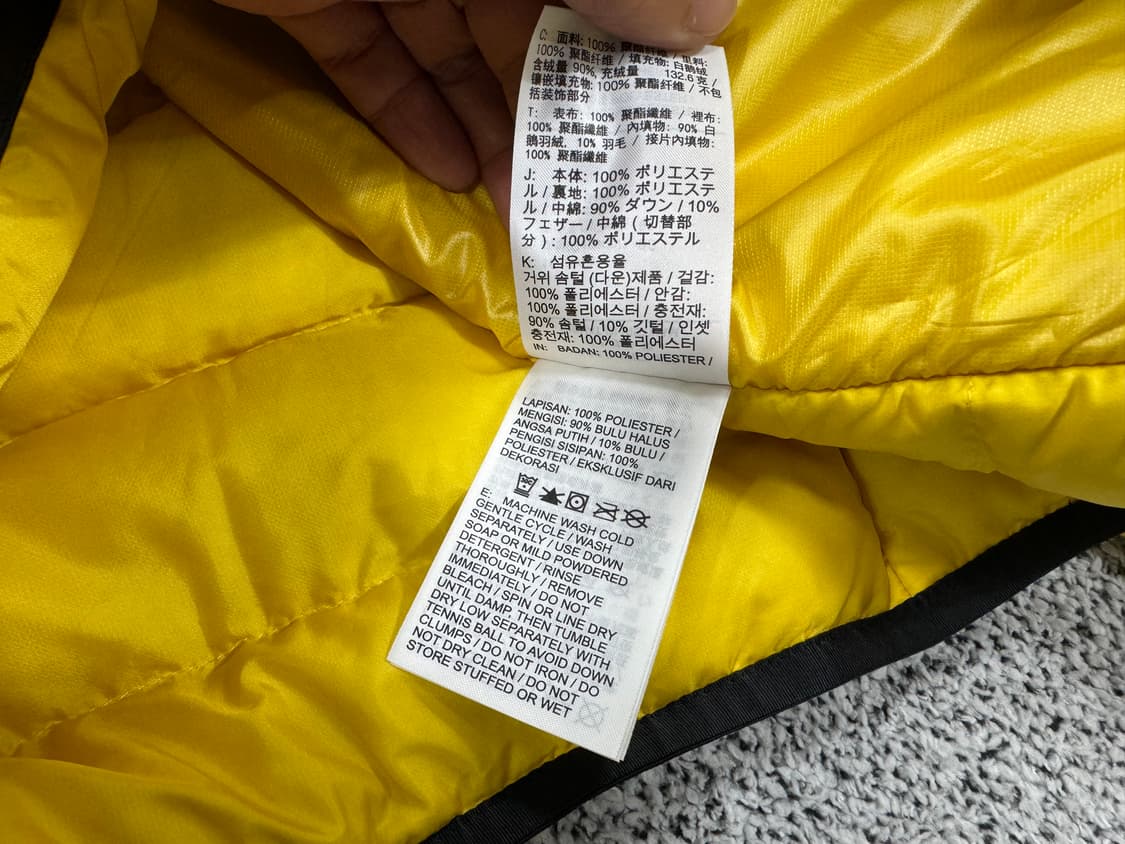 C: 面料: 100% 聚酯纤维 / 里料:
100% 聚酯纤维 / 填充物: 白鹅绒
含绒量 90%, 充绒量 132.6 克 /
镶嵌填充物: 100% 聚酯纤维 / 不包
括装饰部分
T: 表布: 100% 聚酯纖維 / 裡布:
100% 聚酯纖維 / 內填物: 90% 白
鵝羽絨, 10% 羽毛 / 接片內填物:
100% 聚酯纖維
J: 本体: 100% ポリエステ
ル / 裏地: 100% ポリエステ
ル / 中綿: 90% ダウン / 10%
フェザー / 中綿 ( 切替部
分 ) : 100% ポリエステル
K: 섬유혼용율
거위 솜털 (다운)제품 / 겉감:
100% 폴리에스터 / 안감:
100% 폴리에스터 / 충전재:
90% 솜털 / 10% 깃털 / 인셋
충전재: 100% 폴리에스터
IN: BADAN: 100% POLIESTER /
LAPISAN: 100% POLIESTER /
MENGISI: 90% BULU HALUS
ANGSA PUTIH / 10% BULU /
PENGISI SISIPAN: 100%
POLIESTER / EKSKLUSIF DARI
DEKORASI
E: MACHINE WASH COLD
GENTLE CYCLE / WASH
SEPARATELY / USE DOWN
SOAP OR MILD POWDERED
DETERGENT / RINSE
THOROUGHLY / REMOVE
IMMEDIATELY / DO NOT
BLEACH / SPIN OR LINE DRY
UNTIL DAMP, THEN TUMBLE
DRY LOW SEPARATELY WITH
TENNIS BALL TO AVOID DOWN
CLUMPS / DO NOT IRON / DO
NOT DRY CLEAN / DO NOT
STORE STUFFED OR WET